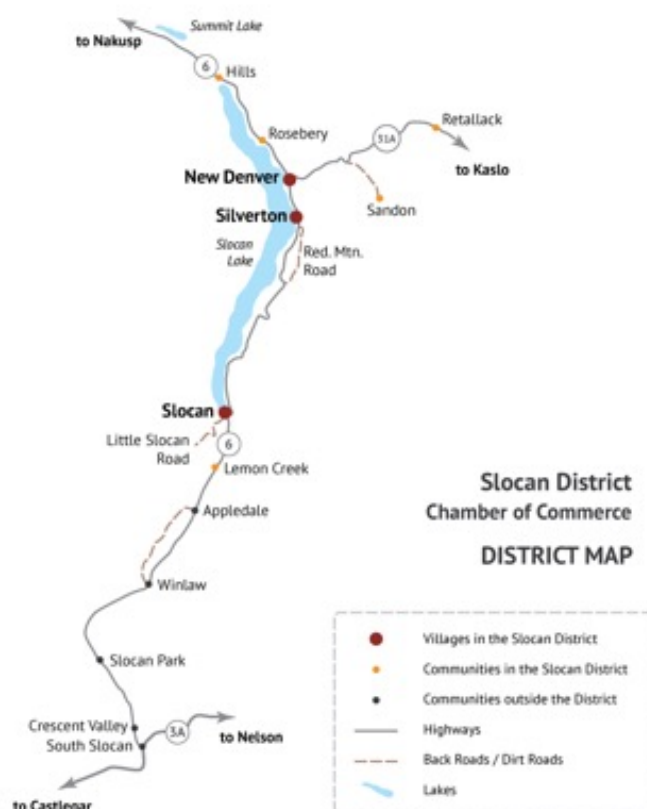 Summit Lake
to Nakusp
6
Hills
Rosebery
Retallack
31A
to Kaslo
New Denver
Sandon
Silverton
Slocan
Lake
Red. Mtn.
Road
Slocan
Little Slocan
Road
6
Lemon Creek
Appledale
Winlaw
Slocan Park
Crescent Valley
South Slocan
3A
to Nelson
to Castlegar
Slocan District
Chamber of Commerce
DISTRICT MAP
Villages in the Slocan District
Communities in the Slocan District
Communities outside the District
Highways
Back Roads / Dirt Roads
Lakes